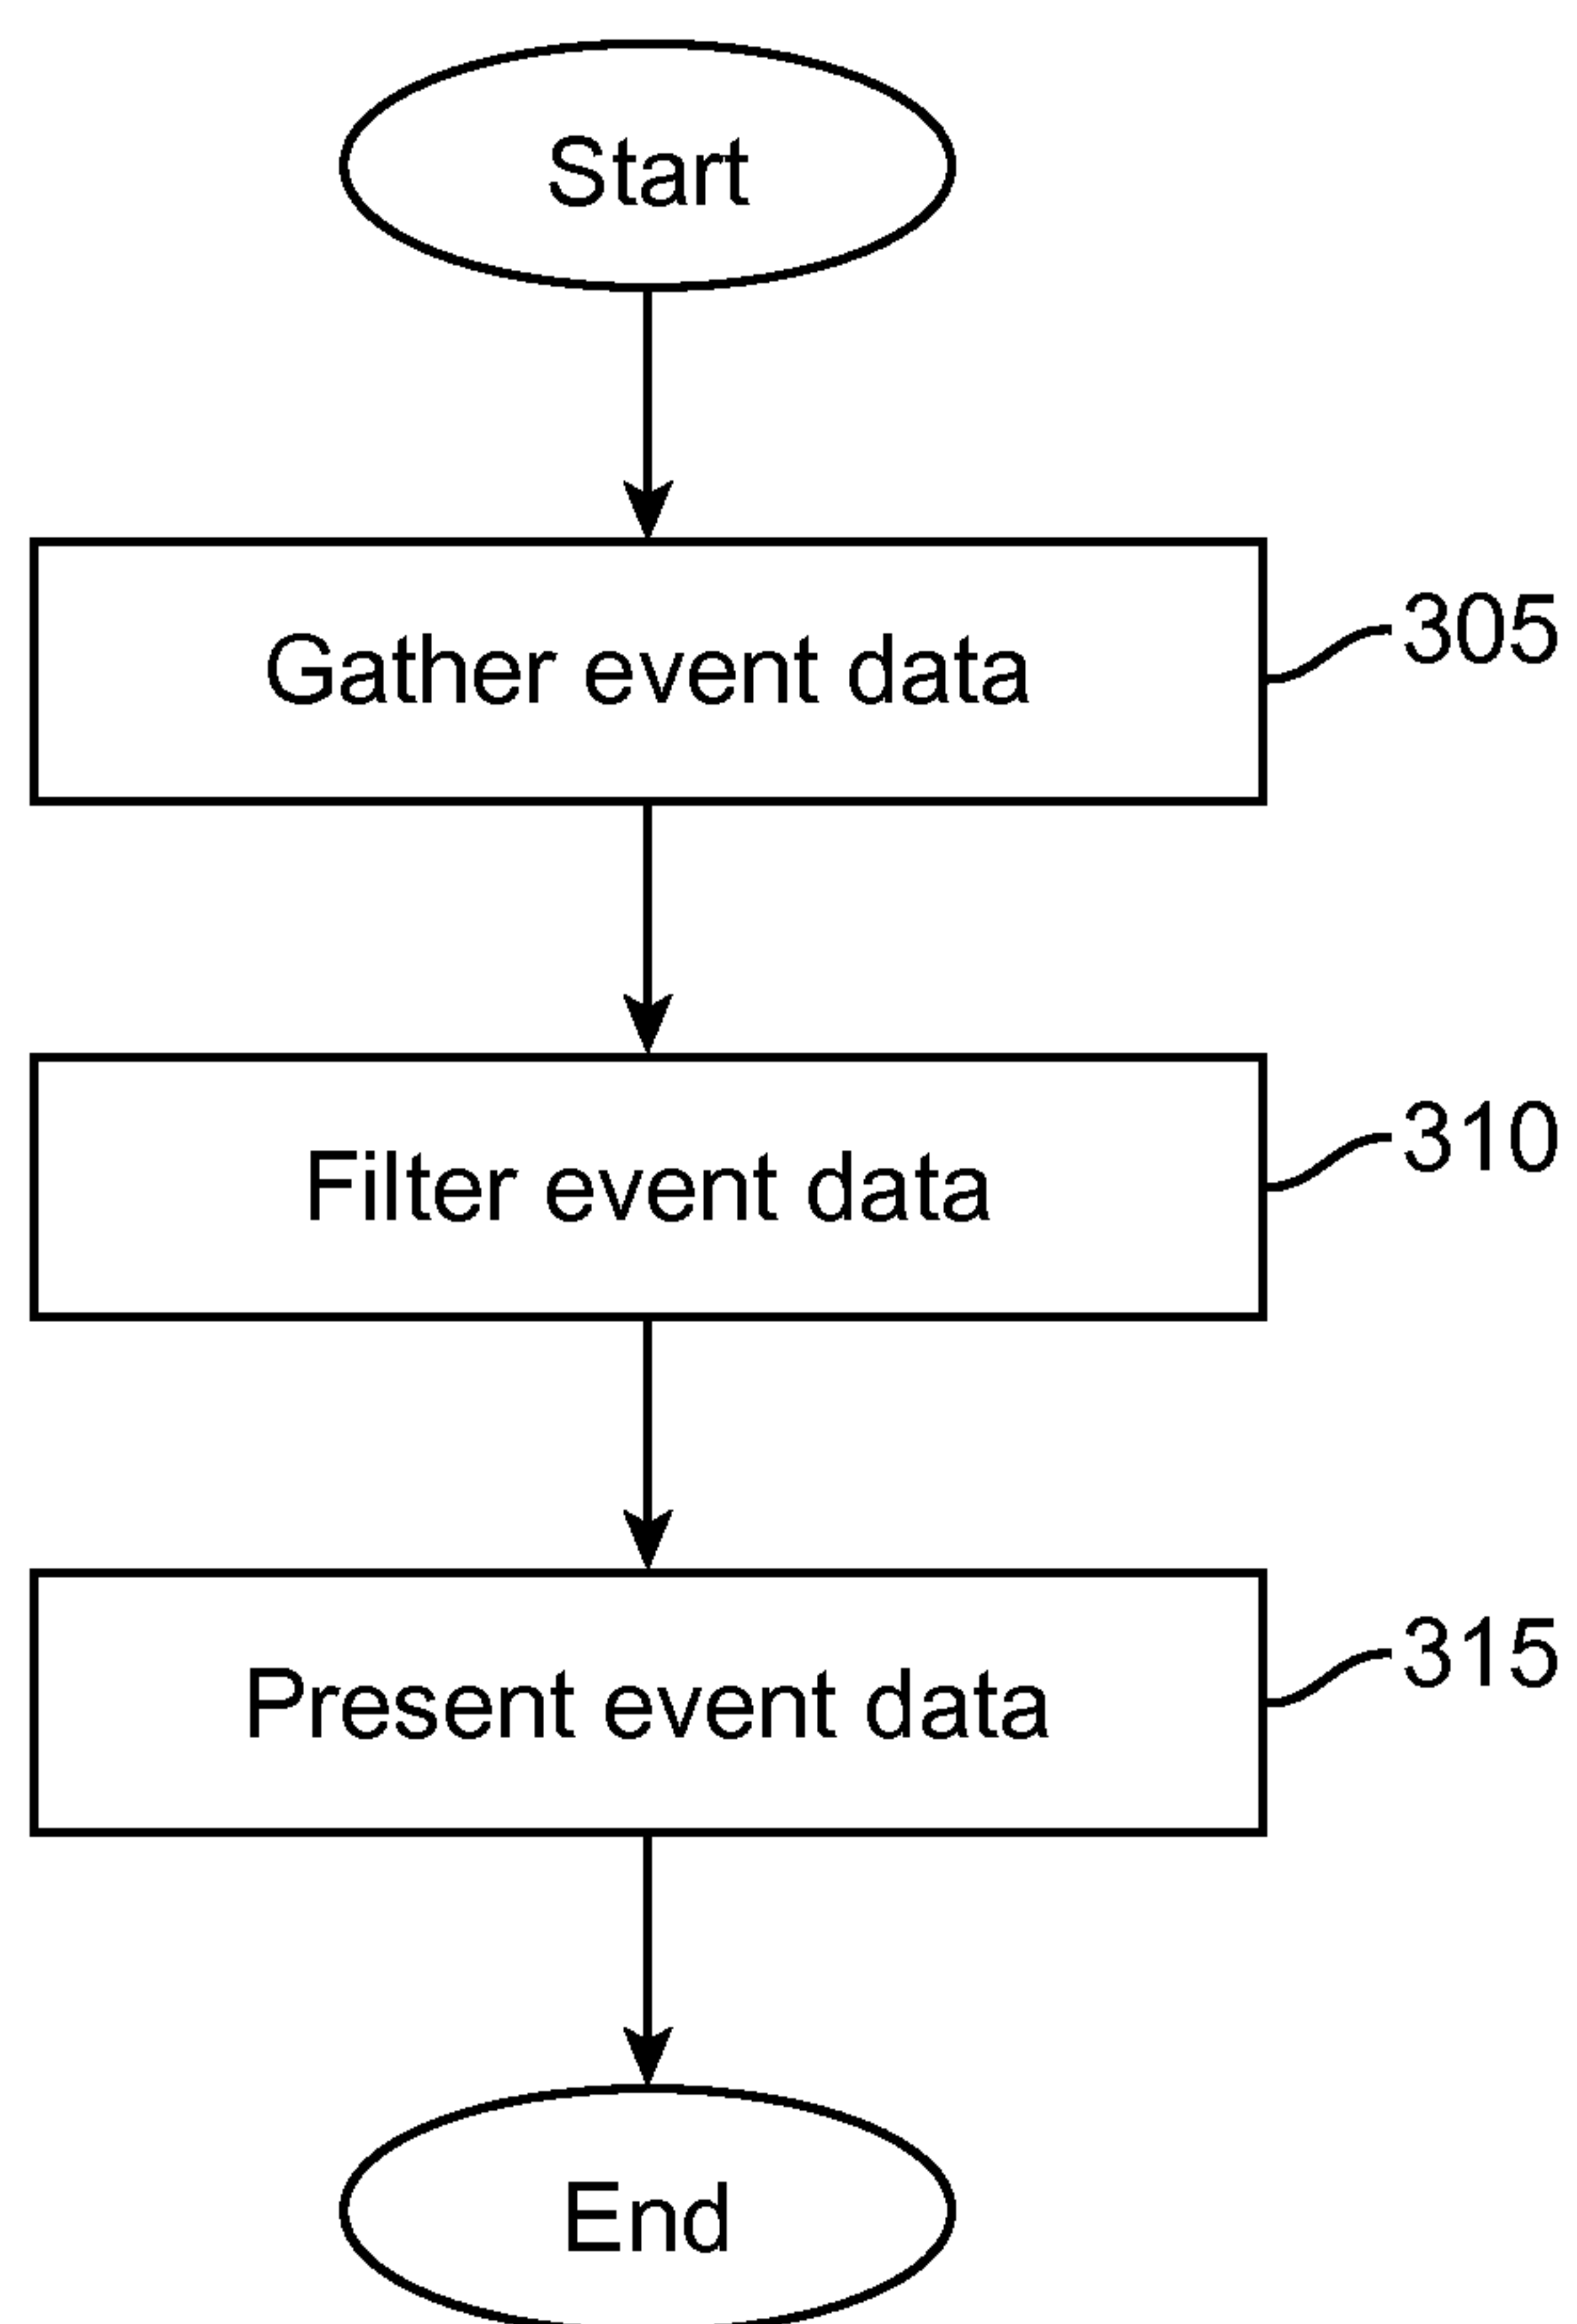 Start
Gather event data
305
Filter event data
310
Present event data
315
End